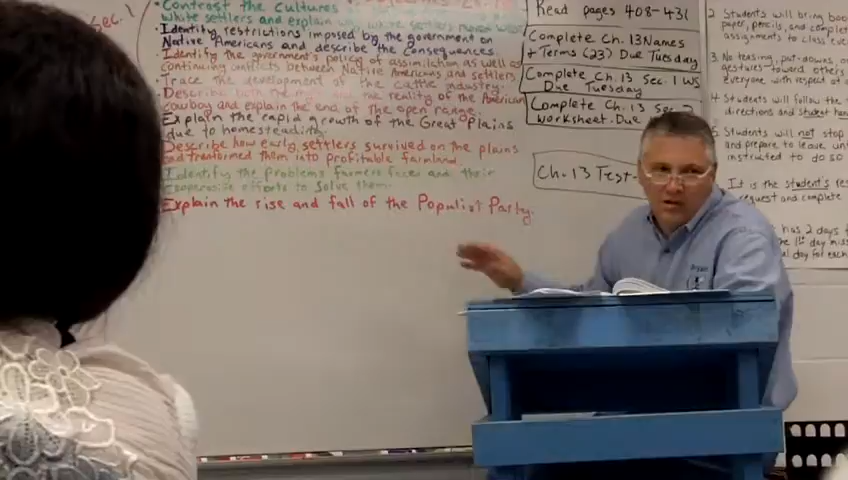 Sec. 1
Contrast the Cultures
white settlers and explain why white settlers moved west
Identify restrictions imposed by the government on
Native Americans and describe the Consequences.
Identify the government's policy of assimilation as well as
continuing conflicts between Native Americans and settlers.
Trace the development of the cattle industry.
Describe both the and the reality of the American
cowboy and explain the end of the open range.
Explain the rapid growth of the Great Plains
due to homesteading.
Describe how early settlers survived on the plains
and transformed them into profitable farmland.
Identify the problems farmers faced and their
cooperative efforts to solve them.
Explain the rise and fall of the Populist Party.
Read pages 408-431
Complete Ch. 13 Names
+ Terms (23) Due Tuesday
Complete Ch. 13 Sec. 1 WS
Due Tuesday
Complete Ch. 13 Sec. 2
worksheet. Due
Ch. 13 Test-
2 Students will bring
paper, pencils, and
assignments to class
3 No teasing, put-downs, or
gestures toward others
everyone with respect
4 Students will follow the
directions and student
5 Students will not stop
and prepare to leave
instructed to do so
It is the student's
request and complete
has 2 days
the 1st day
day for each